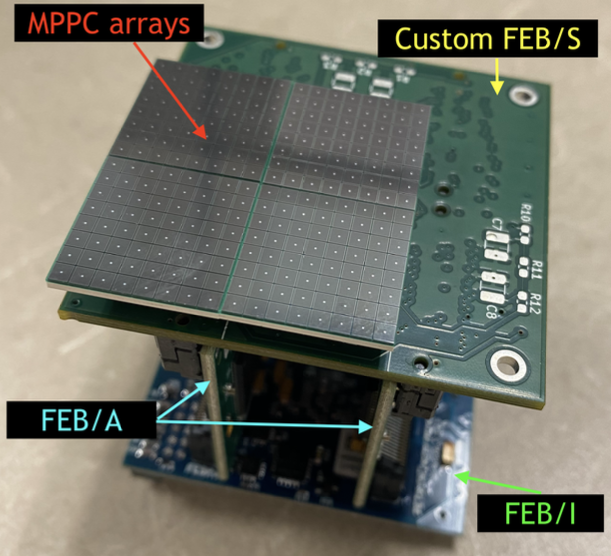 MPPC arrays
Custom FEB/S
R10
C7
R11
R12
C8
FEB/A
FEB/I